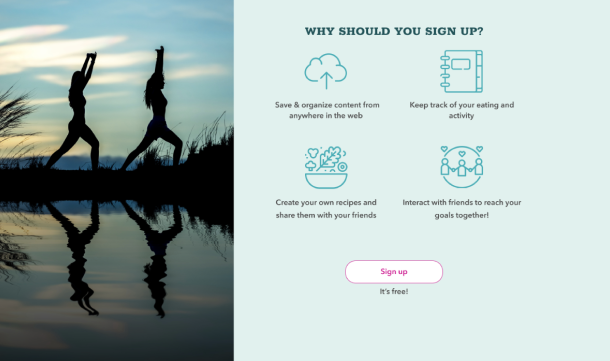 WHY SHOULD YOU SIGN UP?
Save & organize content from
anywhere in the web
Keep track of your eating and
activity
Create your own recipes and
share them with your friends
Interact with friends to reach your
goals together!
Sign up
It's free!